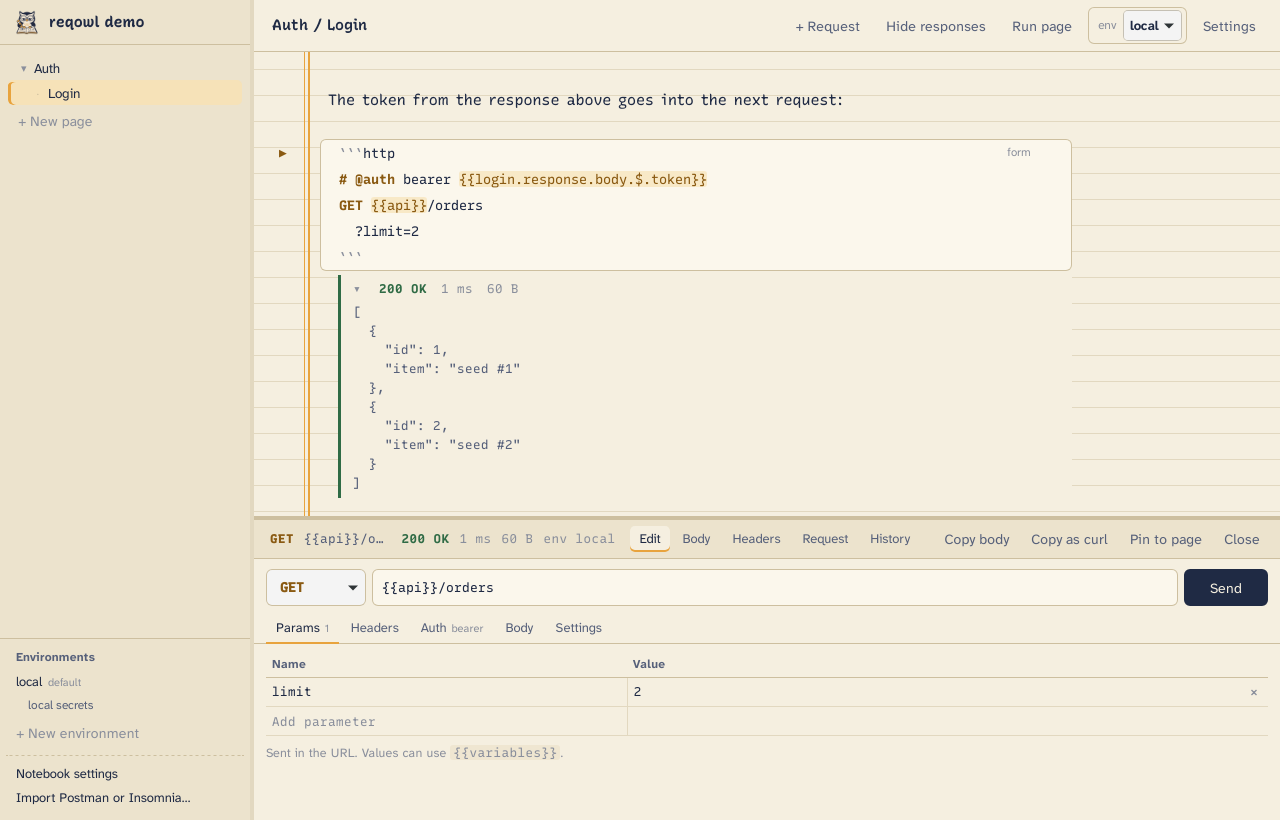 reqowl demo
Auth
Login
+ New page
Environments
local default
local secrets
+ New environment
Notebook settings
Import Postman or Insomnia...
Auth / Login
+ Request
Hide responses
Run page
env
local
Settings
The token from the response above goes into the next request:
```http
form
# @auth bearer {{login.response.body.$.token}}
GET {{api}}/orders
?limit=2
```
200 OK 1 ms 60 B
[
{
"id": 1,
"item": "seed #1"
},
{
"id": 2,
"item": "seed #2"
}
]
GET {{api}}/o… 200 OK 1 ms 60 B env local
Edit
Body
Headers
Request
History
Copy body
Copy as curl
Pin to page
Close
GET
{{api}}/orders
Send
Params 1
Headers
Auth bearer
Body
Settings
Name
Value
limit
2
×
Add parameter
Sent in the URL. Values can use {{variables}}.